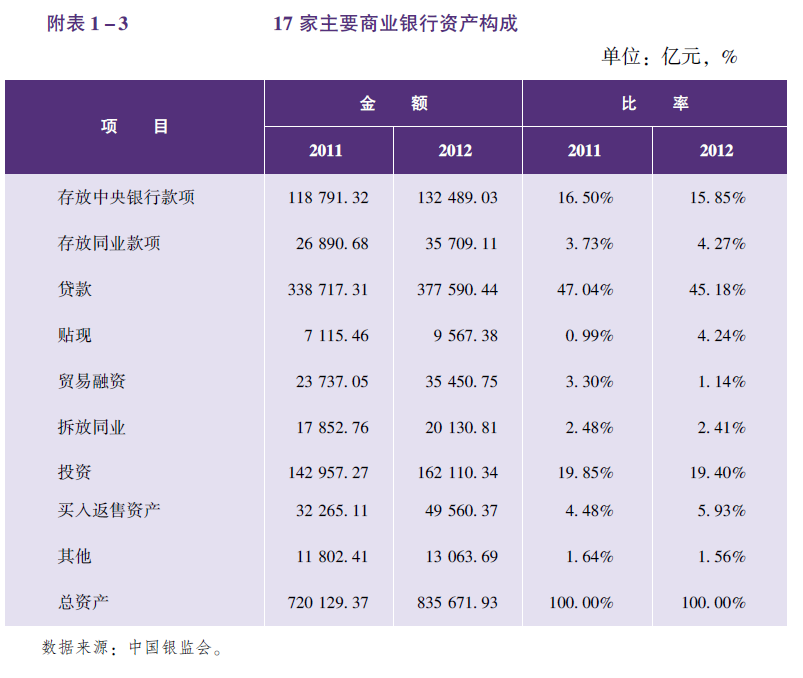 附表 1-3 17 家主要商业银行资产构成
单位：亿元，%
项 目 金 额 比 率
2011 2012 2011 2012
存放中央银行款项 118 791.32 132 489.03 16.50% 15.85%
存放同业款项 26 890.68 35 709.11 3.73% 4.27%
贷款 338 717.31 377 590.44 47.04% 45.18%
贴现 7 115.46 9 567.38 0.99% 4.24%
贸易融资 23 737.05 35 450.75 3.30% 1.14%
拆放同业 17 852.76 20 130.81 2.48% 2.41%
投资 142 957.27 162 110.34 19.85% 19.40%
买入返售资产 32 265.11 49 560.37 4.48% 5.93%
其他 11 802.41 13 063.69 1.64% 1.56%
总资产 720 129.37 835 671.93 100.00% 100.00%
数据来源：中国银监会。